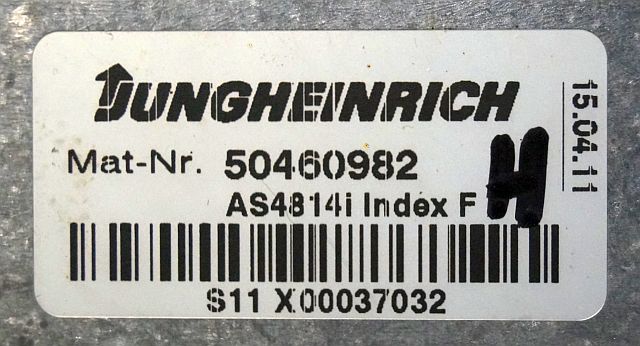 JUNGHEINRICH
Mat-Nr. 50460982
AS4814i Index F H
S11 X00037032
15.04.11